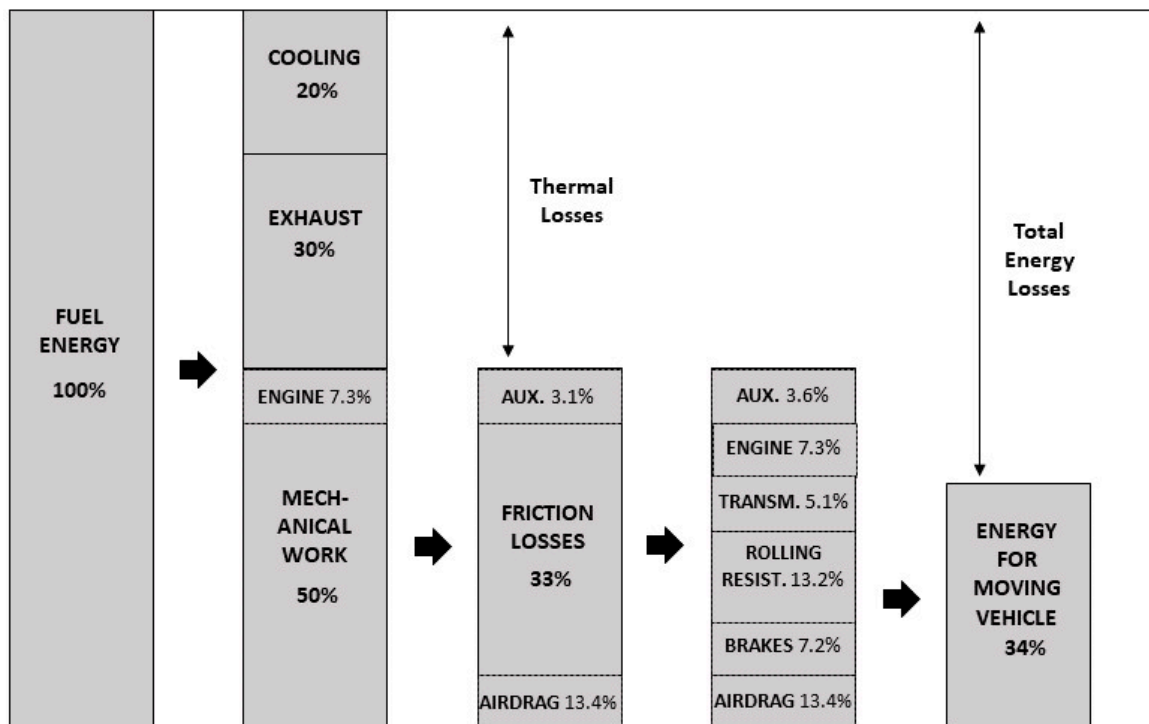 FUEL
ENERGY
100%
COOLING
20%
EXHAUST
30%
ENGINE 7.3%
MECH-
ANICAL
WORK
50%
Thermal
Losses
AUX. 3.1%
FRICTION
LOSSES
33%
AIRDRAG 13.4%
AUX. 3.6%
ENGINE 7.3%
TRANSM. 5.1%
ROLLING
RESIST. 13.2%
BRAKES 7.2%
AIRDRAG 13.4%
Total
Energy
Losses
ENERGY
FOR
MOVING
VEHICLE
34%